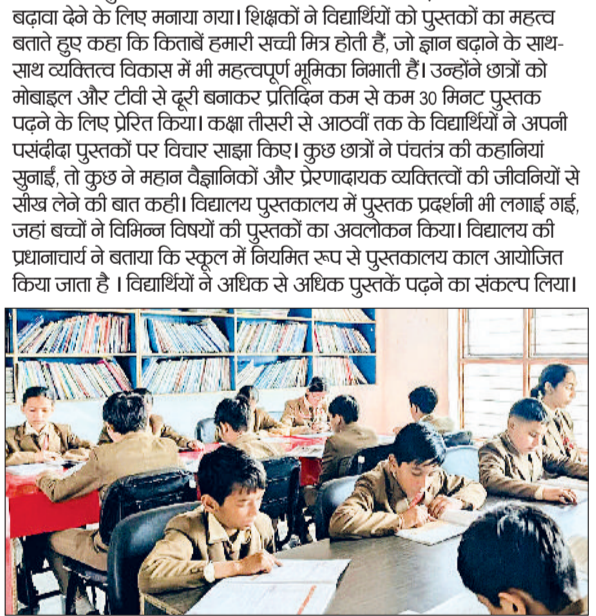 बढ़ावा देने के लिए मनाया गया। शिक्षकों ने विद्यार्थियों को पुस्तकों का महत्व
बताते हुए कहा कि किताबें हमारी सच्ची मित्र होती हैं, जो ज्ञान बढ़ाने के साथ-
साथ व्यक्तित्व विकास में भी महत्वपूर्ण भूमिका निभाती हैं। उन्होंने छात्रों को
मोबाइल और टीवी से दूरी बनाकर प्रतिदिन कम से कम 30 मिनट पुस्तक
पढ़ने के लिए प्रेरित किया। कक्षा तीसरी से आठवीं तक के विद्यार्थियों ने अपनी
पसंदीदा पुस्तकों पर विचार साझा किए। कुछ छात्रों ने पंचतंत्र की कहानियां
सुनाईं, तो कुछ ने महान वैज्ञानिकों और प्रेरणादायक व्यक्तित्वों की जीवनियों से
सीख लेने की बात कही। विद्यालय पुस्तकालय में पुस्तक प्रदर्शनी भी लगाई गई,
जहां बच्चों ने विभिन्न विषयों की पुस्तकों का अवलोकन किया। विद्यालय की
प्रधानाचार्य ने बताया कि स्कूल में नियमित रूप से पुस्तकालय काल आयोजित
किया जाता है । विद्यार्थियों ने अधिक से अधिक पुस्तकें पढ़ने का संकल्प लिया।